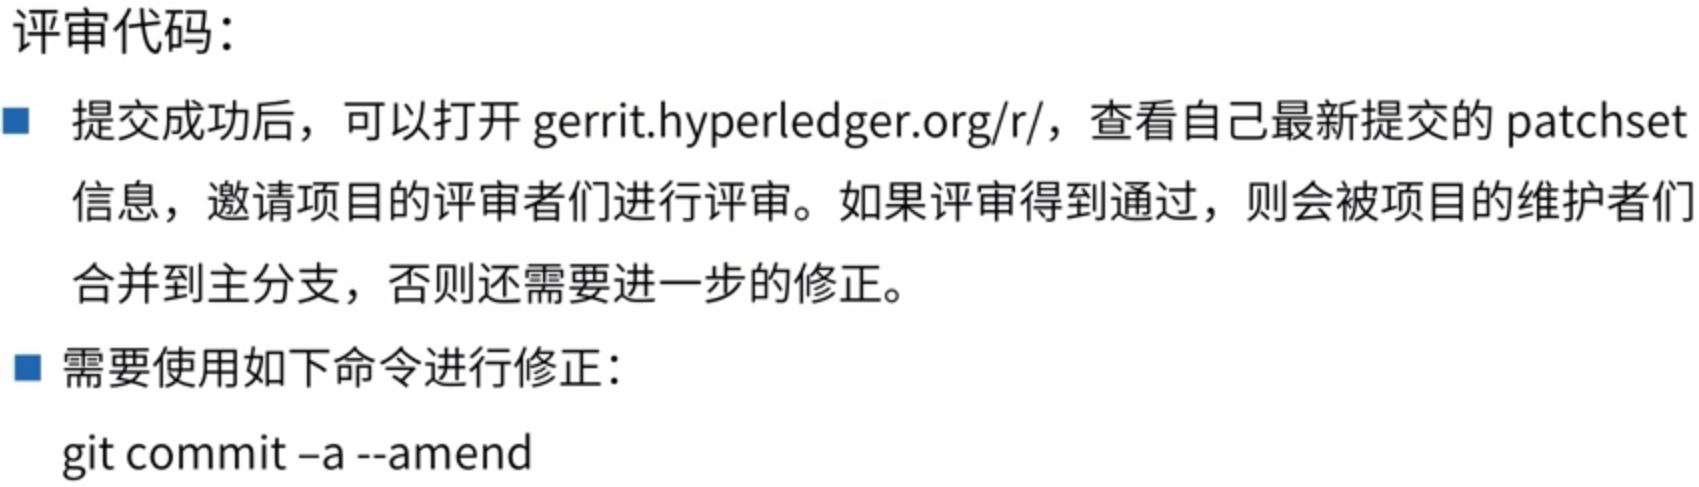 评审代码：
提交成功后，可以打开 gerrit.hyperledger.org/r/，查看自己最新提交的 patchset
信息，邀请项目的评审者们进行评审。如果评审得到通过，则会被项目的维护者们
合并到主分支，否则还需要进一步的修正。
需要使用如下命令进行修正：
git commit –a --amend